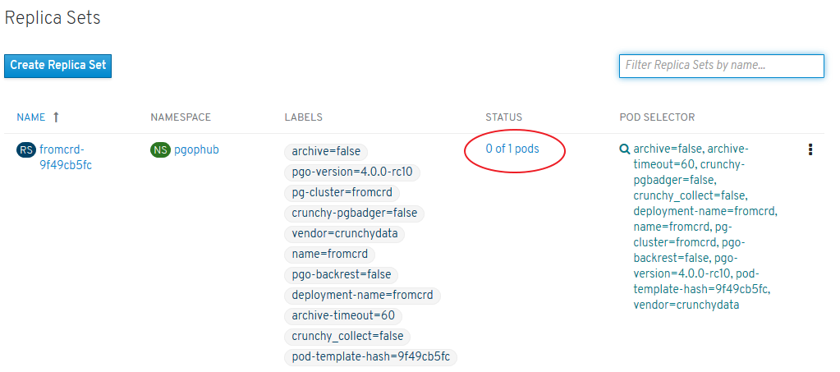 Replica Sets
Create Replica Set
Filter Replica Sets by name...
NAME ↑ NAMESPACE LABELS STATUS POD SELECTOR
RS fromcrd-
9f49cb5fc
NS pgophub
archive=false
pgo-version=4.0.0-rc10
pg-cluster=fromcrd
crunchy-pgbadger=false
vendor=crunchydata
name=fromcrd
pgo-backrest=false
deployment-name=fromcrd
archive-timeout=60
crunchy_collect=false
pod-template-hash=9f49cb5fc
0 of 1 pods
archive=false, archive-
timeout=60, crunchy-
pgbadger=false,
crunchy_collect=false,
deployment-name=fromcrd,
name=fromcrd, pg-
cluster=fromcrd, pgo-
backrest=false, pgo-
version=4.0.0-rc10, pod-
template-hash=9f49cb5fc,
vendor=crunchydata